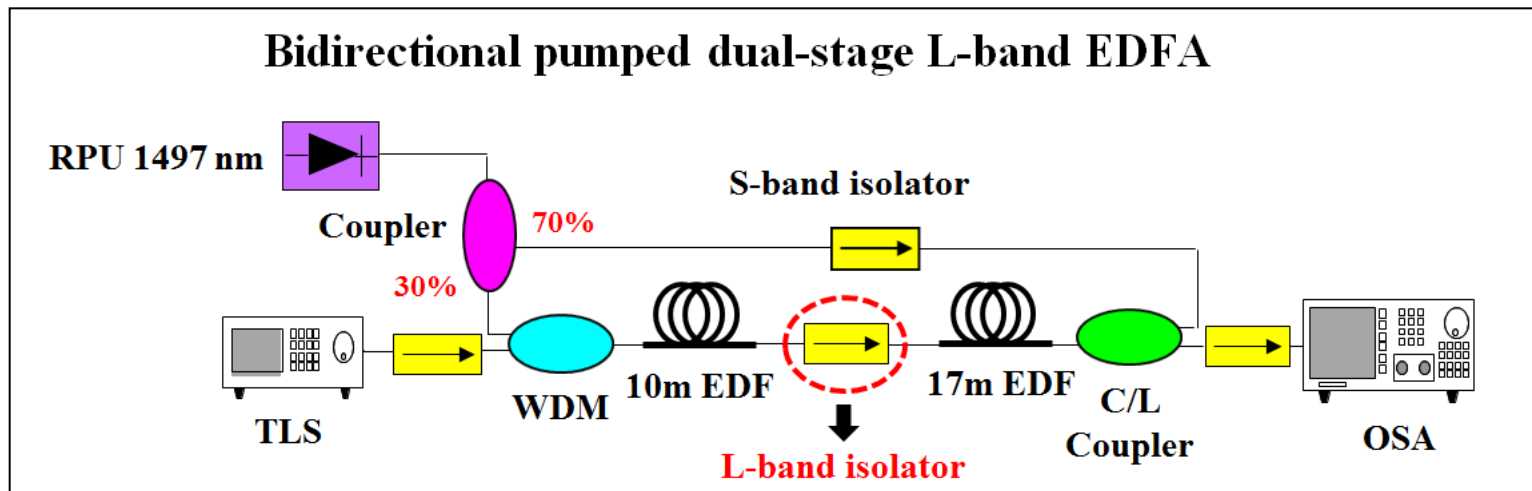 Bidirectional pumped dual-stage L-band EDFA
RPU 1497 nm
S-band isolator
Coupler
70%
30%
10m EDF
17m EDF
WDM
C/L
Coupler
TLS
OSA
L-band isolator